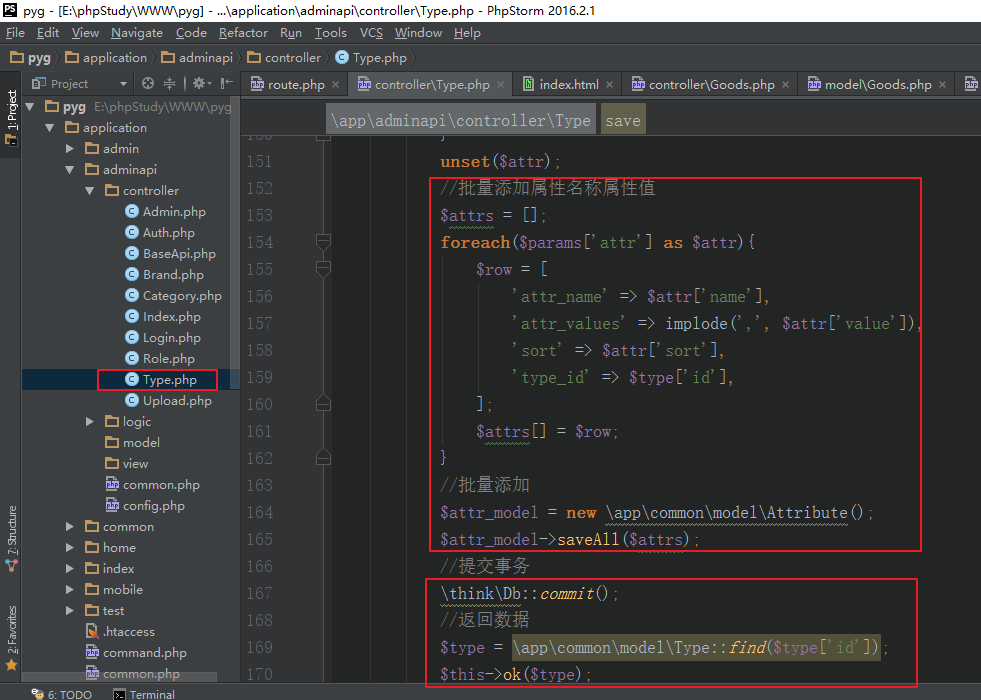 pyg - [E:\phpStudy\WWW\pyg] - ...\application\adminapi\controller\Type.php - PhpStorm 2016.2.1
File Edit View Navigate Code Refactor Run Tools VCS Window Help
pyg application adminapi controller Type.php
Project
route.php controller\Type.php index.html controller\Goods.php model\Goods.php
1: Project
7: Structure
2: Favorites
pyg E:\phpStudy\WWW\pyg
application
admin
adminapi
controller
Admin.php
Auth.php
BaseApi.php
Brand.php
Category.php
Index.php
Login.php
Role.php
Type.php
Upload.php
logic
model
view
common.php
config.php
common
home
index
mobile
test
.htaccess
command.php
common.php
\app\adminapi\controller\Type save
151 unset($attr);
152 //批量添加属性名称属性值
153 $attrs = [];
154 foreach($params['attr'] as $attr){
155 $row = [
156 'attr_name' => $attr['name'],
157 'attr_values' => implode(',', $attr['value']),
158 'sort' => $attr['sort'],
159 'type_id' => $type['id'],
160 ];
161 $attrs[] = $row;
162 }
163 //批量添加
164 $attr_model = new \app\common\model\Attribute();
165 $attr_model->saveAll($attrs);
166 //提交事务
167 \think\Db::commit();
168 //返回数据
169 $type = \app\common\model\Type::find($type['id']);
170 $this->ok($type);
6: TODO Terminal